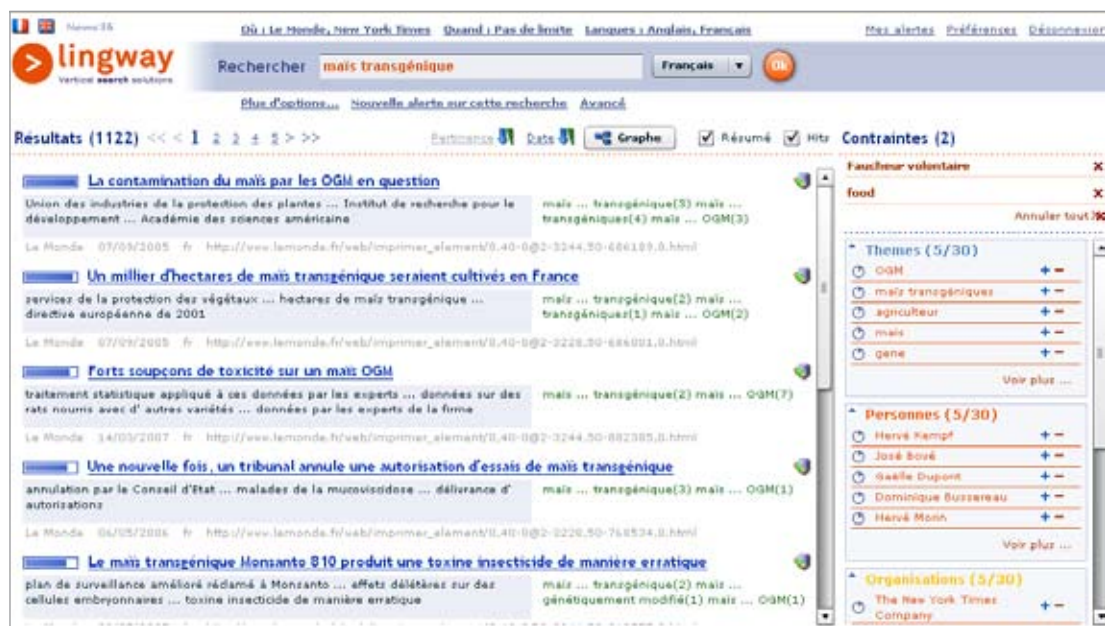 News'36
Où : Le Monde, New York Times Quand : Pas de limite Langues : Anglais, Français
Mes alertes Préférences Déconnexion
lingway
Vertical search solutions
Rechercher maïs transgénique Français Ok
Plus d'options... Nouvelle alerte sur cette recherche Avancé
Résultats (1122) << < 1 2 3 4 5 > >> Pertinence Date Graphe Résumé Hits
La contamination du maïs par les OGM en question
Union des industries de la protection des plantes ... Institut de recherche pour le
développement ... Académie des sciences américaine
maïs ... transgénique(5) maïs ...
transgéniques(4) maïs ... OGM(3)
Le Monde 07/09/2005 fr
Un millier d'hectares de maïs transgénique seraient cultivés en France
services de la protection des végétaux ... hectares de maïs transgénique ...
directive européenne de 2001
maïs ... transgénique(2) maïs ...
transgéniques(1) maïs ... OGM(2)
Le Monde 07/09/2005 fr
Forts soupçons de toxicité sur un maïs OGM
traitement statistique appliqué à ces données par les experts ... données sur des
rats nourris avec d' autres variétés ... données par les experts de la firme
maïs ... transgénique(2) maïs ... OGM(7)
Le Monde 14/03/2007 fr
Une nouvelle fois, un tribunal annule une autorisation d'essais de maïs transgénique
annulation par le Conseil d'Etat ... malades de la mucoviscidose ... délivrance d'
autorisations
maïs ... transgénique(3) maïs ... OGM(1)
Le Monde 06/05/2006 fr
Le maïs transgénique Monsanto 810 produit une toxine insecticide de manière erratique
plan de surveillance amélioré réclamé à Monsanto ... effets délétères sur des
cellules embryonnaires ... toxine insecticide de manière erratique
maïs ... transgénique(2) maïs ...
génétiquement modifié(1) maïs ... OGM(1)
Contraintes (2)
Faucheur volontaire
food
Annuler tout
Themes (5/30)
OGM
maïs transgéniques
agriculteur
maïs
gene
Voir plus ...
Personnes (5/30)
Hervé Kempf
José Bové
Gaëlle Dupont
Dominique Bussereau
Hervé Morin
Voir plus ...
Organisations (5/30)
The New York Times
Company